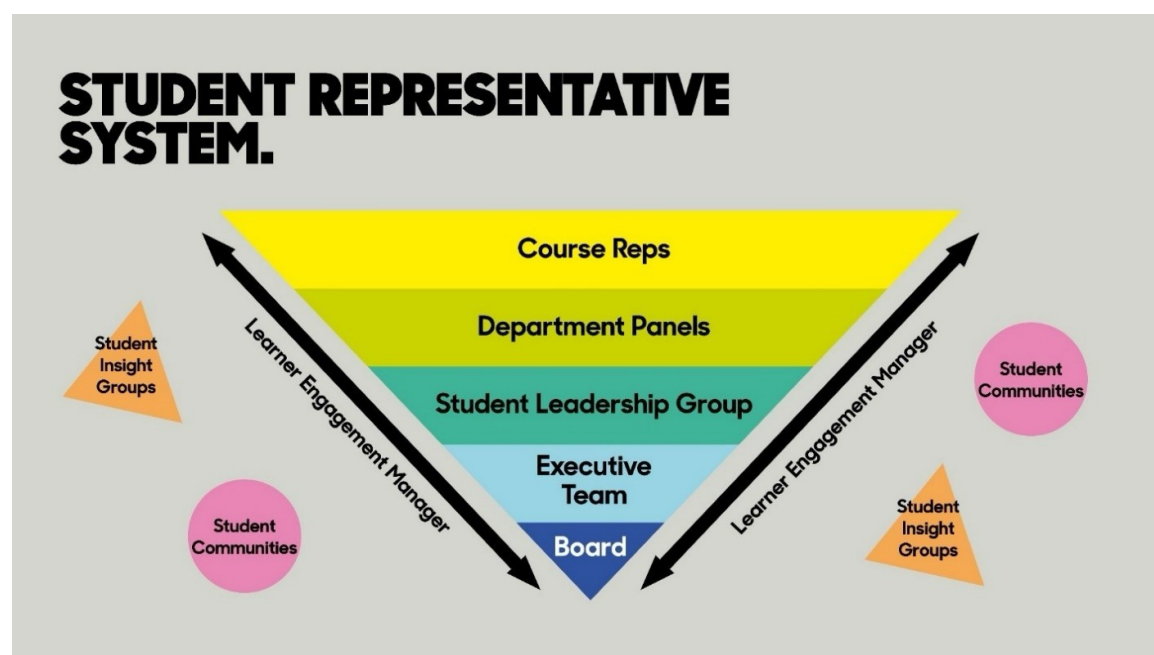 STUDENT REPRESENTATIVE
SYSTEM.
Course Reps
Department Panels
Student Leadership Group
Executive
Team
Board
Learner Engagement Manager
Learner Engagement Manager
Student
Insight
Groups
Student
Communities
Student
Communities
Student
Insight
Groups